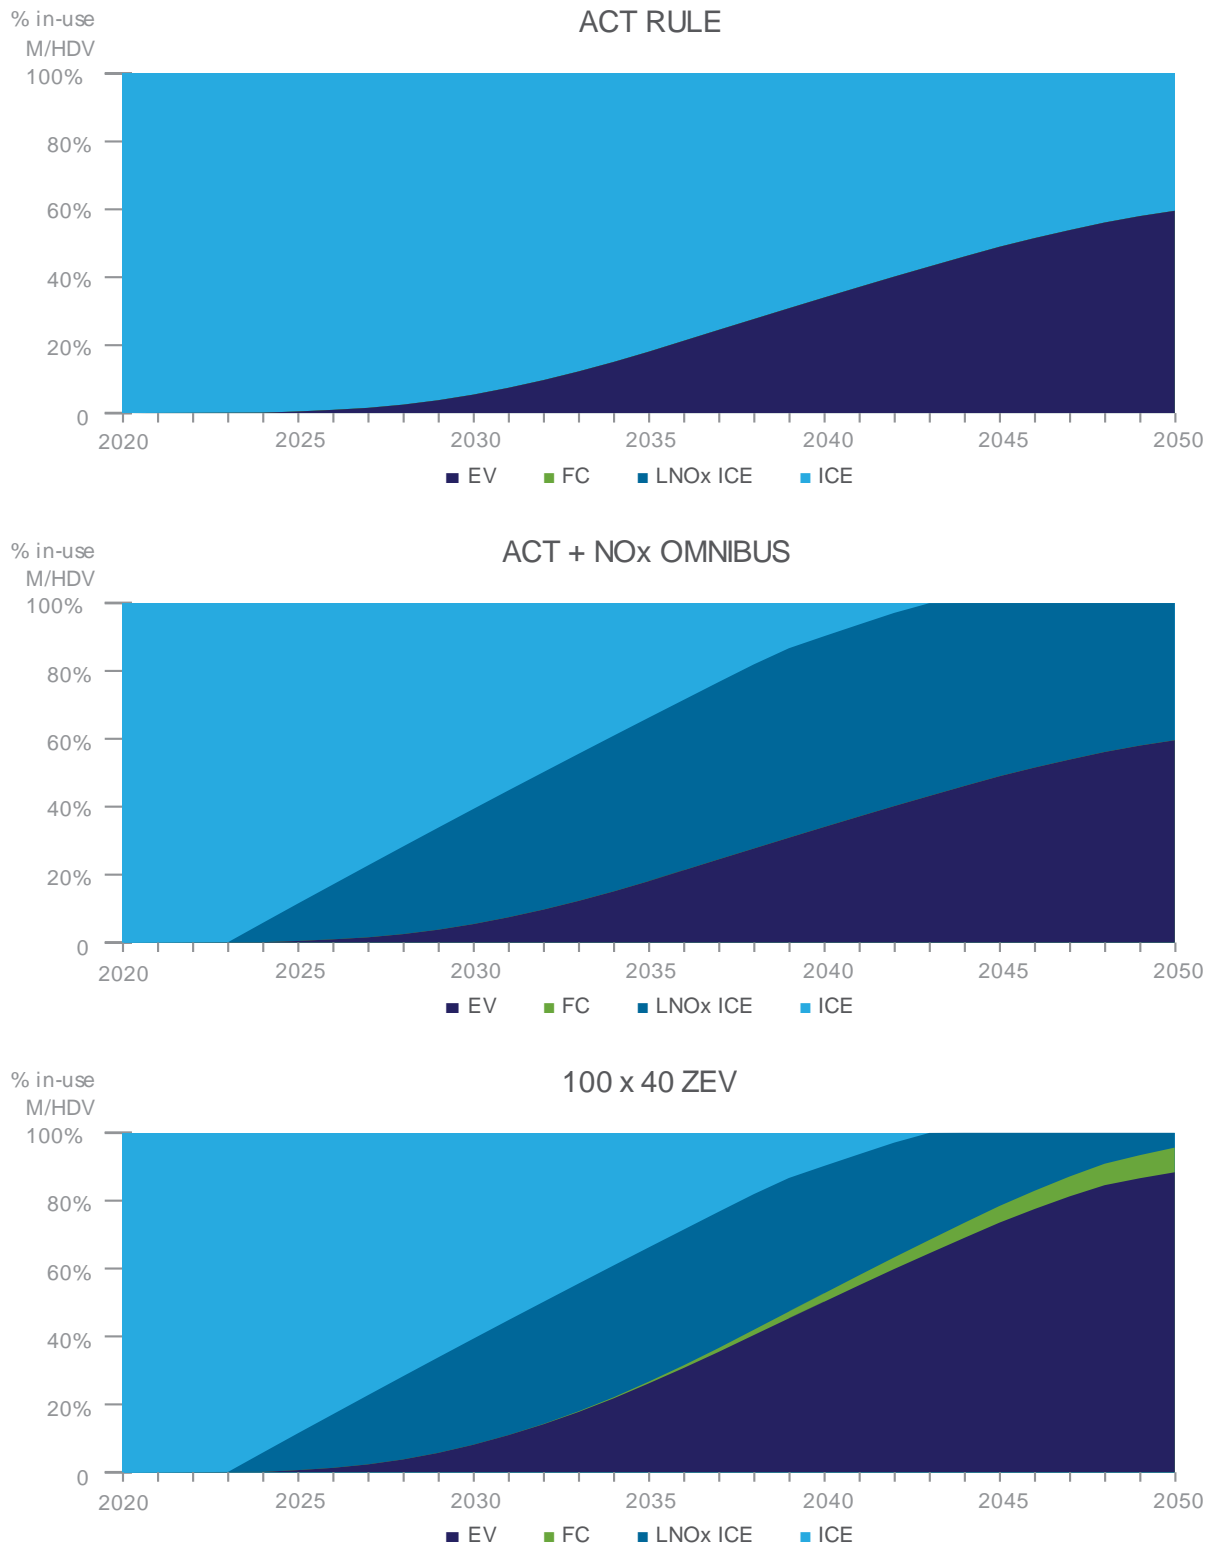 % in-use
M/HDV
ACT RULE
100%
80%
60%
40%
20%
0
2020 2025 2030 2035 2040 2045 2050
EV FC LNOx ICE ICE
% in-use
M/HDV
ACT + NOx OMNIBUS
100%
80%
60%
40%
20%
0
2020 2025 2030 2035 2040 2045 2050
EV FC LNOx ICE ICE
% in-use
M/HDV
100 x 40 ZEV
100%
80%
60%
40%
20%
0
2020 2025 2030 2035 2040 2045 2050
EV FC LNOx ICE ICE